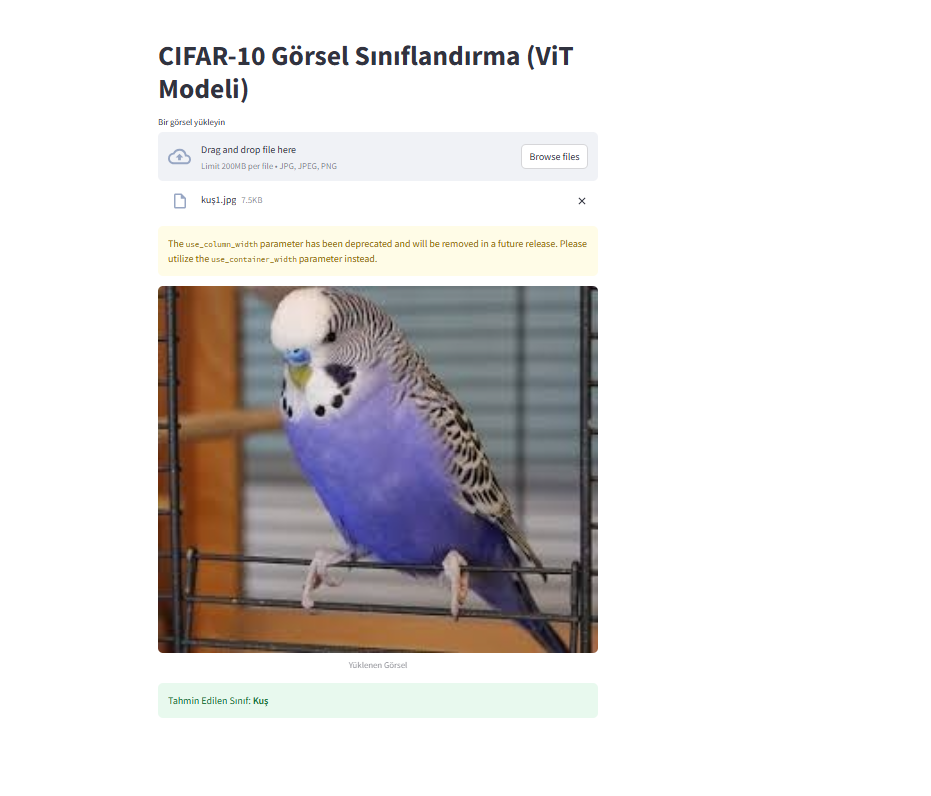 CIFAR-10 Görsel Sınıflandırma (ViT
Modeli)
Bir görsel yükleyin
Drag and drop file here
Limit 200MB per file • JPG, JPEG, PNG
Browse files
kuş1.jpg 7.5KB
The use_column_width parameter has been deprecated and will be removed in a future release. Please
utilize the use_container_width parameter instead.
Yüklenen Görsel
Tahmin Edilen Sınıf: Kuş